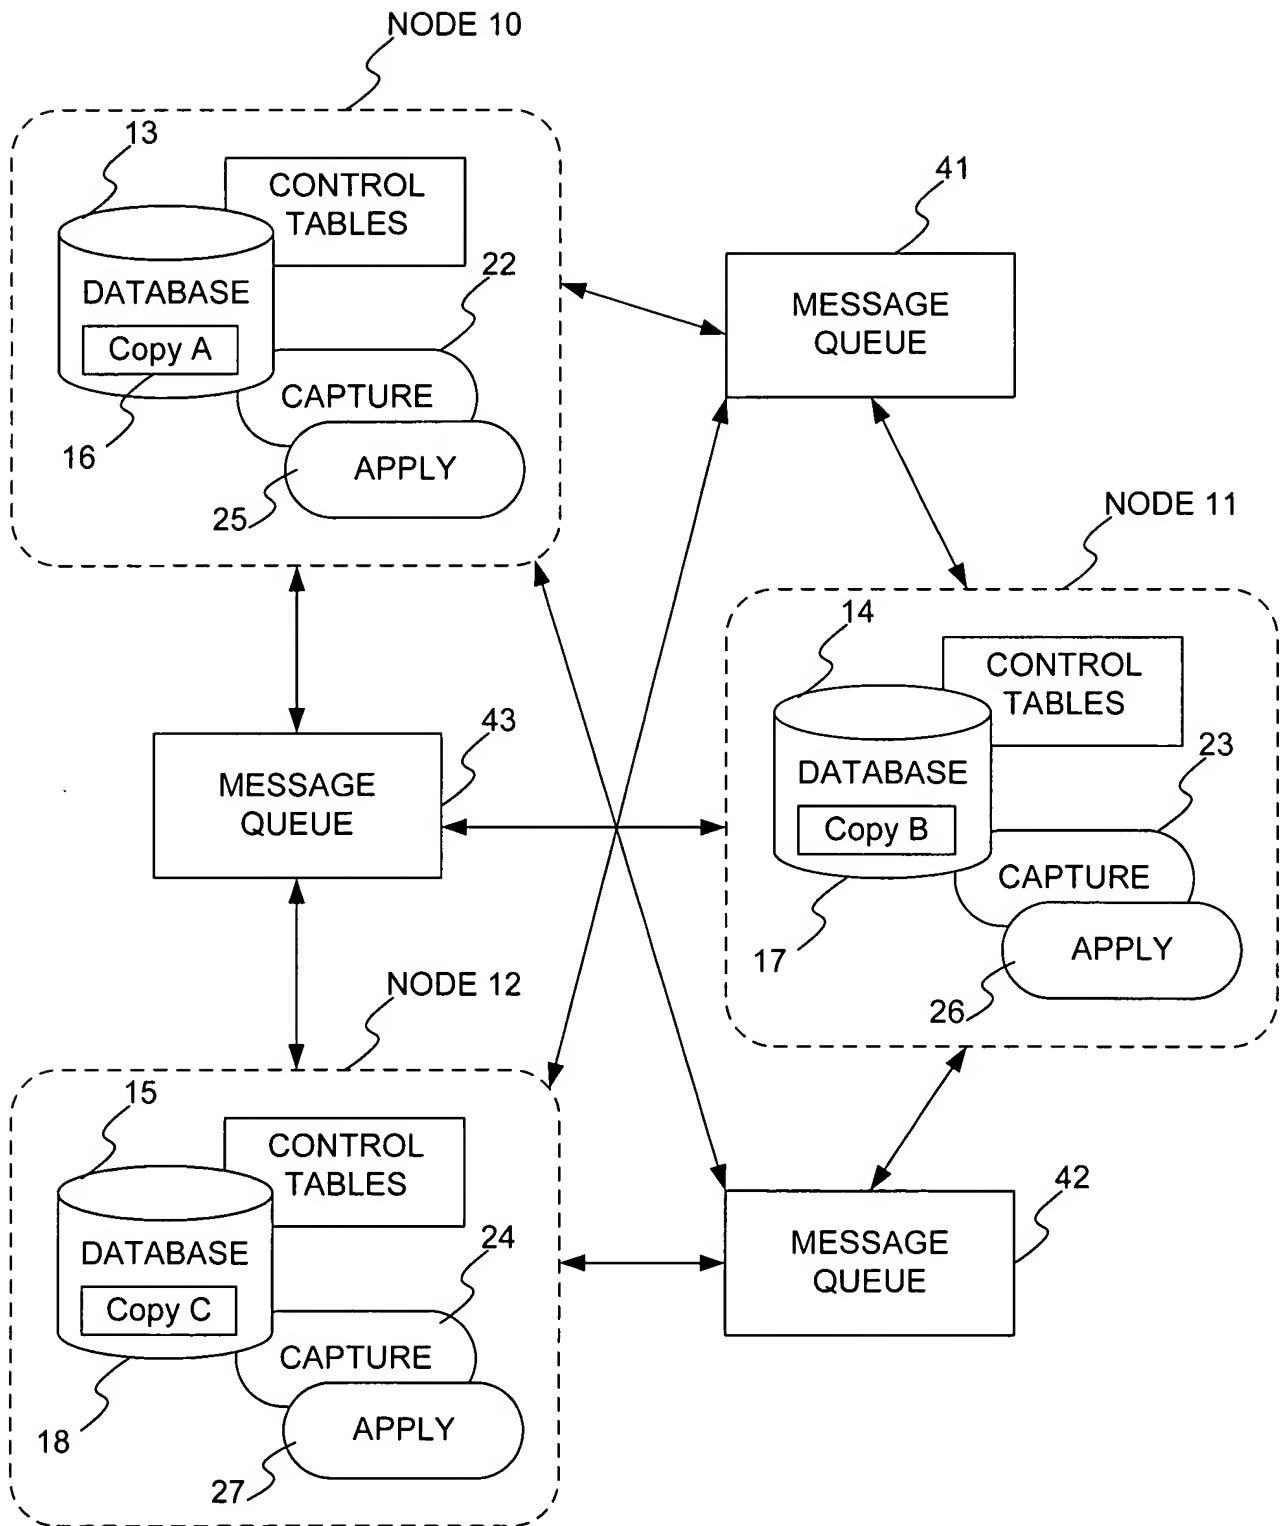 NODE 10
13
CONTROL
TABLES
41
22
DATABASE
MESSAGE
QUEUE
Copy A
CAPTURE
16
APPLY
25
NODE 11
14
CONTROL
TABLES
43
23
MESSAGE
QUEUE
DATABASE
Copy B
CAPTURE
17
APPLY
NODE 12
26
15
CONTROL
TABLES
42
24
DATABASE
MESSAGE
QUEUE
Copy C
CAPTURE
18
APPLY
27